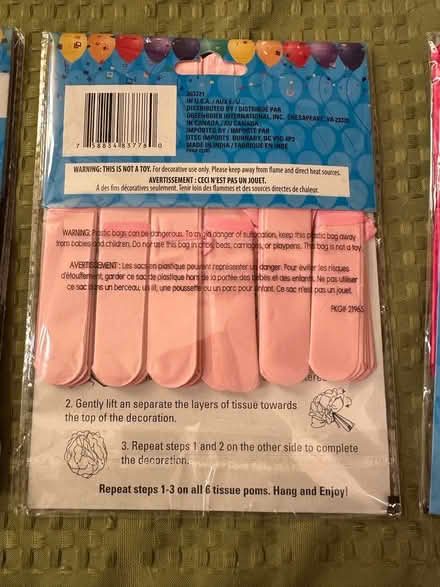 IN U.S.A. / AUX É.-U.
DISTRIBUTED BY / DISTRIBUÉ PAR
GREENBRIER INTERNATIONAL, INC. CHESAPEAKE, VA 23320
IN CANADA / AU CANADA
IMPORTED BY / IMPORTÉ PAR
DTSC IMPORTS, BURNABY, BC V5G 4P2
MADE IN INDIA / FABRIQUÉ EN INDE
7 58854 83778 0
WARNING: THIS IS NOT A TOY. For decorative use only. Please keep away from flame and direct heat sources.
AVERTISSEMENT : CECI N'EST PAS UN JOUET.
À des fins décoratives seulement. Tenir loin des flammes et des sources directes de chaleur.
WARNING: Plastic bags can be dangerous. To avoid danger of suffocation, keep this plastic bag away
from babies and children. Do not use this bag in cribs, beds, carriages, or playpens. This bag is not a toy.
AVERTISSEMENT : Les sacs en plastique peuvent représenter un danger. Pour éviter les risques
d'étouffement, garder ce sac de plastique hors de la portée des bébés et des enfants. Ne pas utiliser
ce sac dans un berceau, un lit, une poussette ou un parc pour enfant. Ce sac n'est pas un jouet.
PKG# 21965
2. Gently lift an separate the layers of tissue towards
the top of the decoration.
3. Repeat steps 1 and 2 on the other side to complete
the decoration.
Repeat steps 1-3 on all 6 tissue poms. Hang and Enjoy!